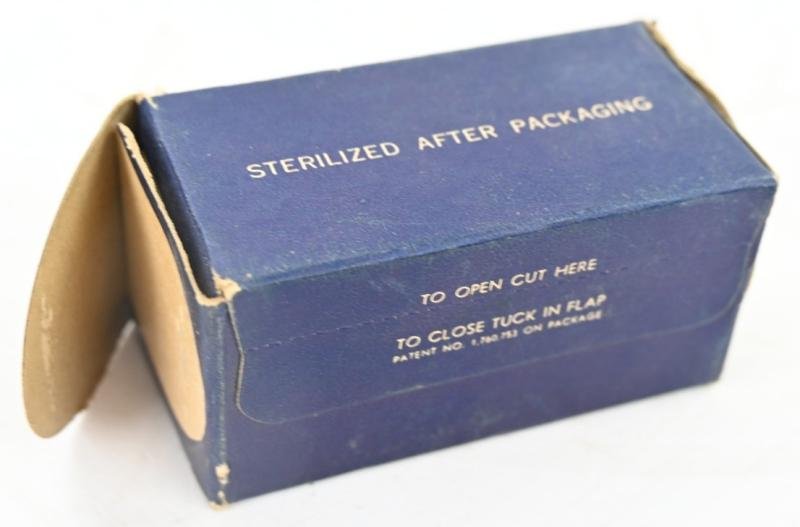 STERILIZED AFTER PACKAGING
TO OPEN CUT HERE
TO CLOSE TUCK IN FLAP
PATENT NO. 1,760,753 ON PACKAGE